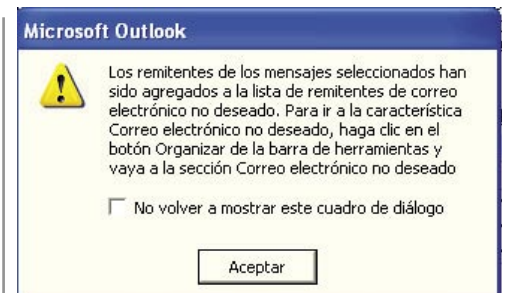 Microsoft Outlook
Los remitentes de los mensajes seleccionados han
sido agregados a la lista de remitentes de correo
electrónico no deseado. Para ir a la característica
Correo electrónico no deseado, haga clic en el
botón Organizar de la barra de herramientas y
vaya a la sección Correo electrónico no deseado
No volver a mostrar este cuadro de diálogo
Aceptar